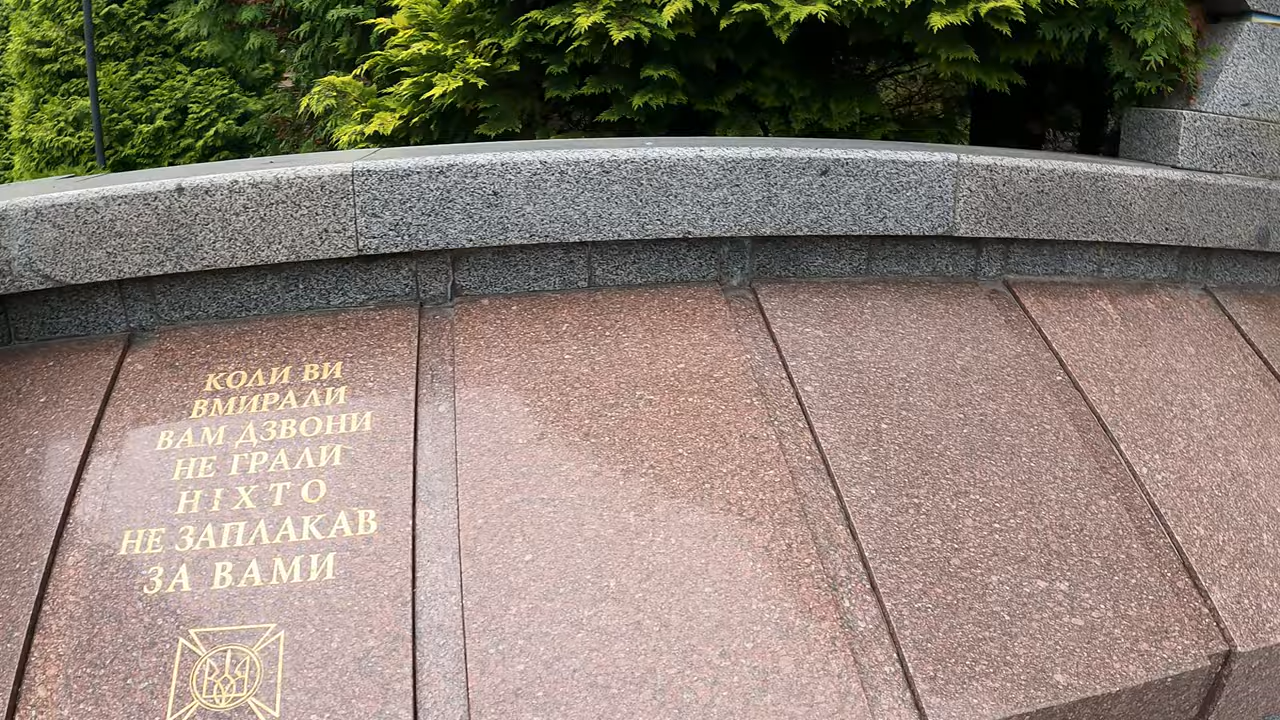 КОЛИ ВИ
ВМИРАЛИ
ВАМ ДЗВОНИ
НЕ ГРАЛИ
НІХТО
НЕ ЗАПЛАКАВ
ЗА ВАМИ